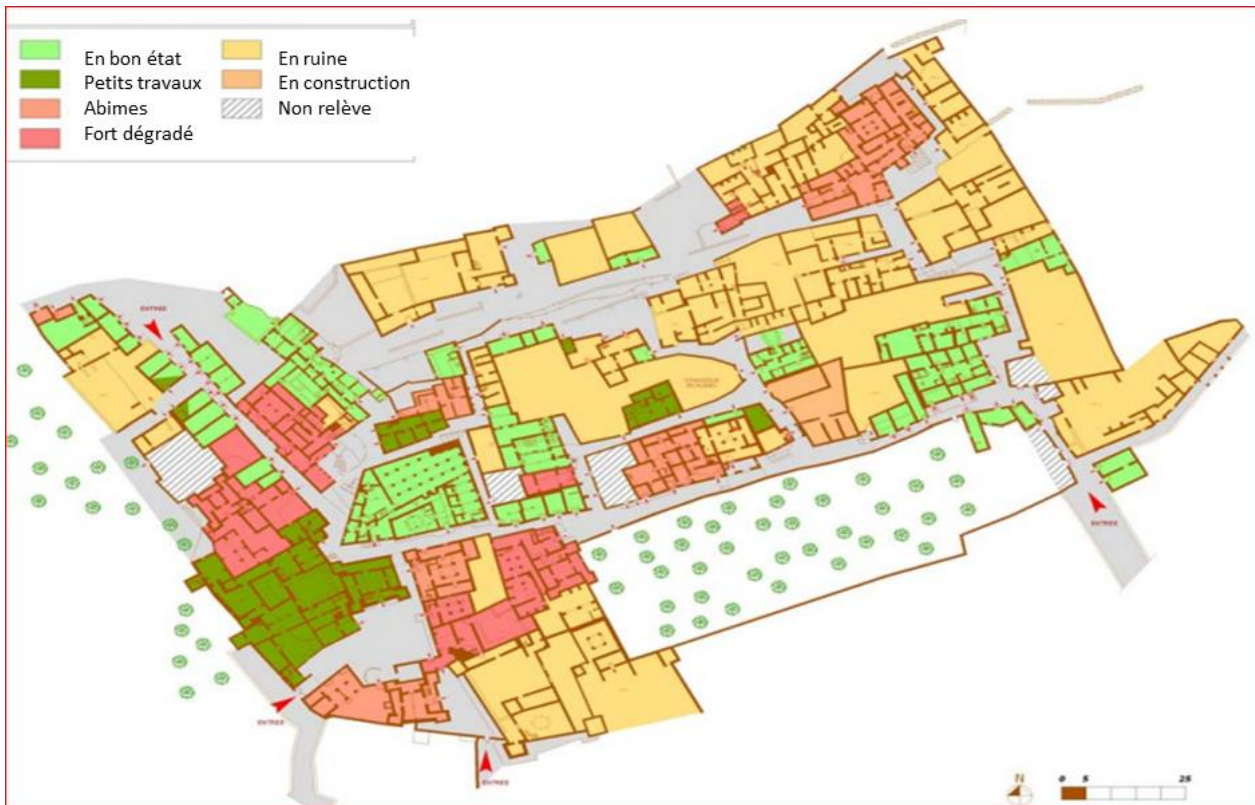 En bon état
Petits travaux
Abimes
Fort dégradé
En ruine
En construction
Non relève
ENTREE
ENTREE
ENTREE
ENTREE
N
0 5 25